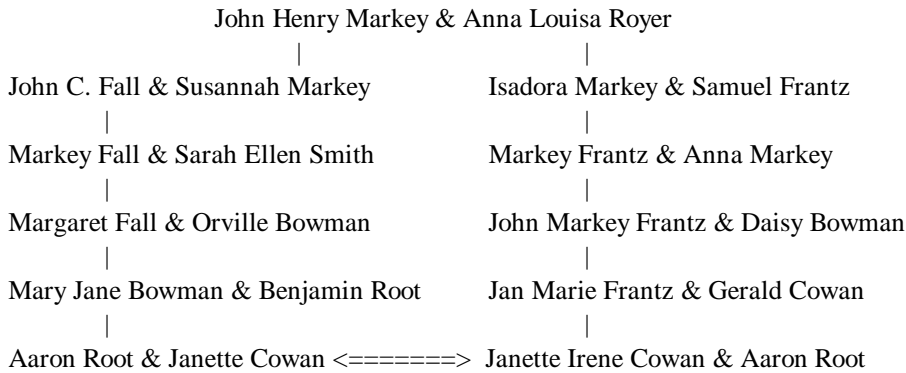 John Henry Markey & Anna Louisa Royer
| |
John C. Fall & Susannah Markey Isadora Markey & Samuel Frantz
| |
Markey Fall & Sarah Ellen Smith Markey Frantz & Anna Markey
| |
Margaret Fall & Orville Bowman John Markey Frantz & Daisy Bowman
| |
Mary Jane Bowman & Benjamin Root Jan Marie Frantz & Gerald Cowan
| |
Aaron Root & Janette Cowan <=======> Janette Irene Cowan & Aaron Root